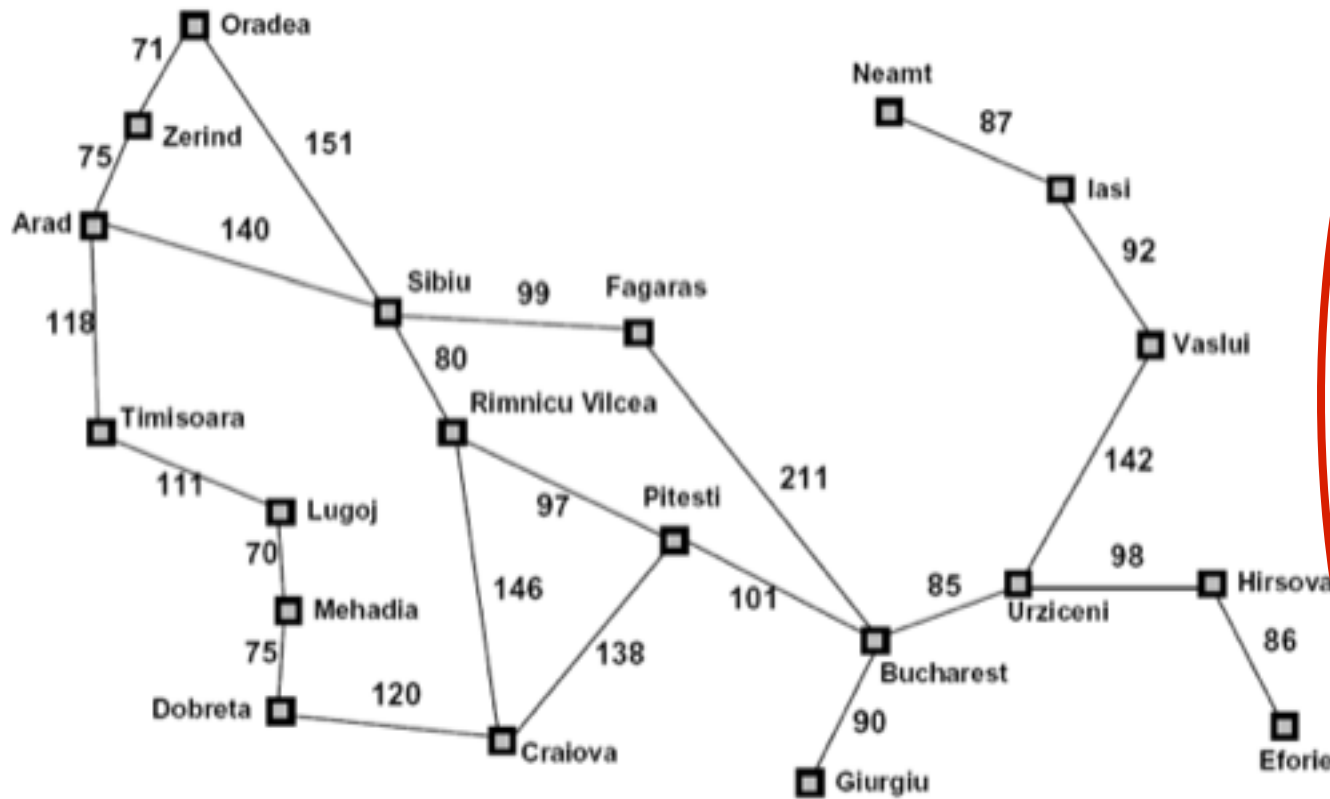 Oradea
71
Neamt
87
Zerind
151
75
Iasi
Arad
140
92
Sibiu
Fagaras
99
118
Vaslui
80
Rimnicu Vilcea
Timisoara
142
211
111
Pitesti
Lugoj
97
70
98
Hirsova
146
85
101
Mehadia
Urziceni
86
75
138
Bucharest
120
Dobreta
90
Craiova
Eforie
Giurgiu